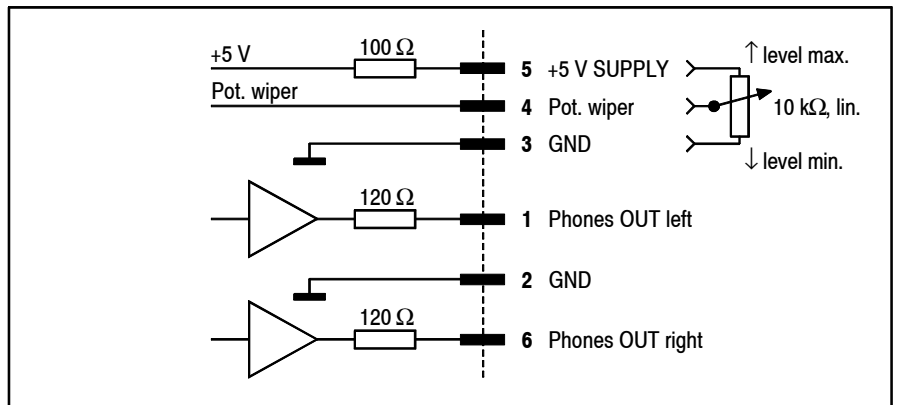 +5 V 100 Ω 5 +5 V SUPPLY ↑ level max.
Pot. wiper 4 Pot. wiper 10 kΩ, lin.
3 GND ↓ level min.
120 Ω 1 Phones OUT left
2 GND
120 Ω 6 Phones OUT right